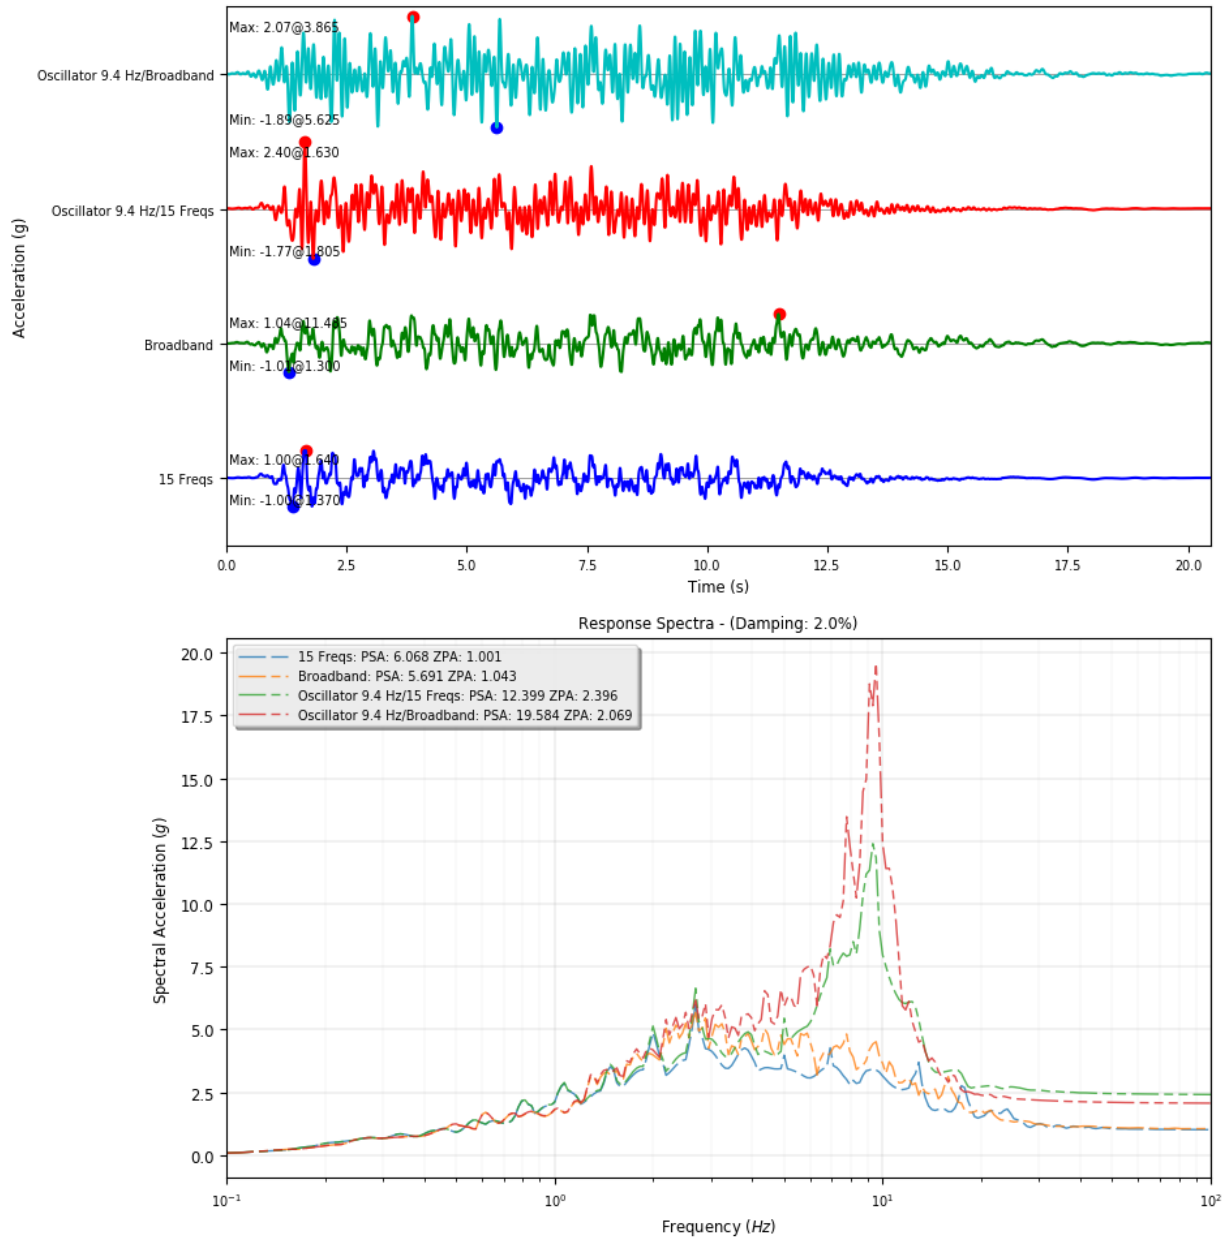 Max: 2.07@3.865
Oscillator 9.4 Hz/Broadband
Min: -1.89@5.625
Max: 2.40@1.630
Oscillator 9.4 Hz/15 Freqs
Min: -1.77@1.805
Acceleration (g)
Max: 1.04@11.485
Broadband
Min: -1.01@1.300
Max: 1.00@1.640
15 Freqs
Min: -1.00@1.370
0.0 2.5 5.0 7.5 10.0 12.5 15.0 17.5 20.0
Time (s)
Response Spectra - (Damping: 2.0%)
15 Freqs: PSA: 6.068 ZPA: 1.001
Broadband: PSA: 5.691 ZPA: 1.043
Oscillator 9.4 Hz/15 Freqs: PSA: 12.399 ZPA: 2.396
Oscillator 9.4 Hz/Broadband: PSA: 19.584 ZPA: 2.069
20.0
17.5
15.0
12.5
10.0
7.5
5.0
2.5
0.0
Spectral Acceleration (g)
10⁻¹ 10⁰ 10¹ 10²
Frequency (Hz)